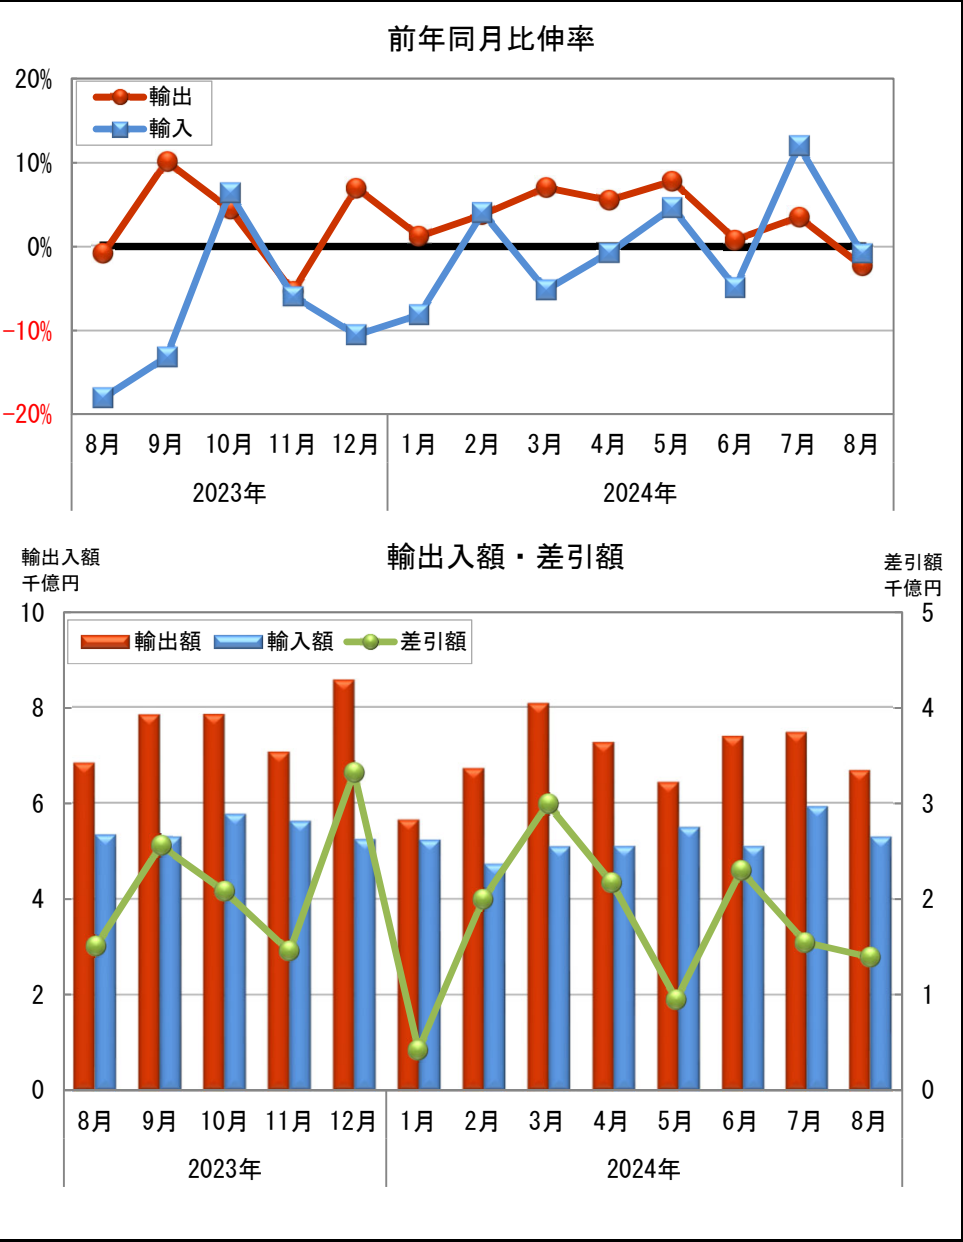 前年同月比伸率
20%
輸出
輸入
10%
0%
-10%
-20%
8月 9月 10月 11月 12月 1月 2月 3月 4月 5月 6月 7月 8月
2023年 2024年
輸出入額・差引額
輸出入額
千億円
差引額
千億円
10 5
輸出額 輸入額 差引額
8 4
6 3
4 2
2 1
0 0
8月 9月 10月 11月 12月 1月 2月 3月 4月 5月 6月 7月 8月
2023年 2024年